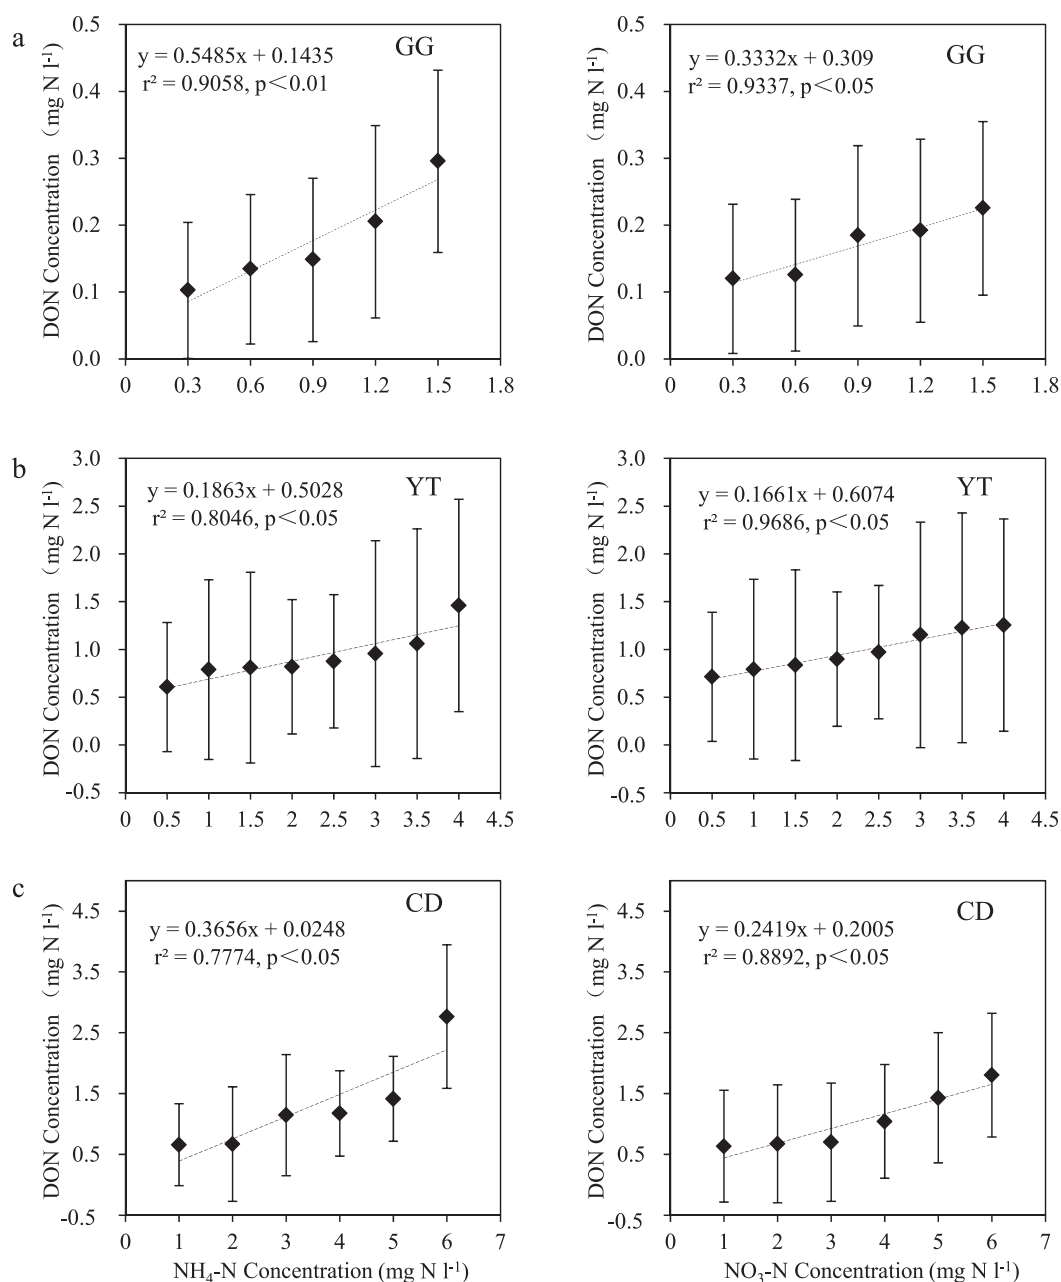 a
y = 0.5485x + 0.1435
r² = 0.9058, p<0.01
GG
DON Concentration (mg N l-1)
0.5
0.4
0.3
0.2
0.1
0.0
0 0.3 0.6 0.9 1.2 1.5 1.8
y = 0.3332x + 0.309
r² = 0.9337, p<0.05
GG
DON Concentration (mg N l-1)
0.5
0.4
0.3
0.2
0.1
0.0
0 0.3 0.6 0.9 1.2 1.5 1.8
b
y = 0.1863x + 0.5028
r² = 0.8046, p<0.05
YT
DON Concentration (mg N l-1)
3.0
2.5
2.0
1.5
1.0
0.5
0.0
-0.5
0 0.5 1 1.5 2 2.5 3 3.5 4 4.5
y = 0.1661x + 0.6074
r² = 0.9686, p<0.05
YT
DON Concentration (mg N l-1)
3.0
2.5
2.0
1.5
1.0
0.5
0.0
-0.5
0 0.5 1 1.5 2 2.5 3 3.5 4 4.5
c
y = 0.3656x + 0.0248
r² = 0.7774, p<0.05
CD
DON Concentration (mg N l-1)
4.5
3.5
2.5
1.5
0.5
-0.5
0 1 2 3 4 5 6 7
NH4-N Concentration (mg N l-1)
y = 0.2419x + 0.2005
r² = 0.8892, p<0.05
CD
DON Concentration (mg N l-1)
4.5
3.5
2.5
1.5
0.5
-0.5
0 1 2 3 4 5 6 7
NO3-N Concentration (mg N l-1)